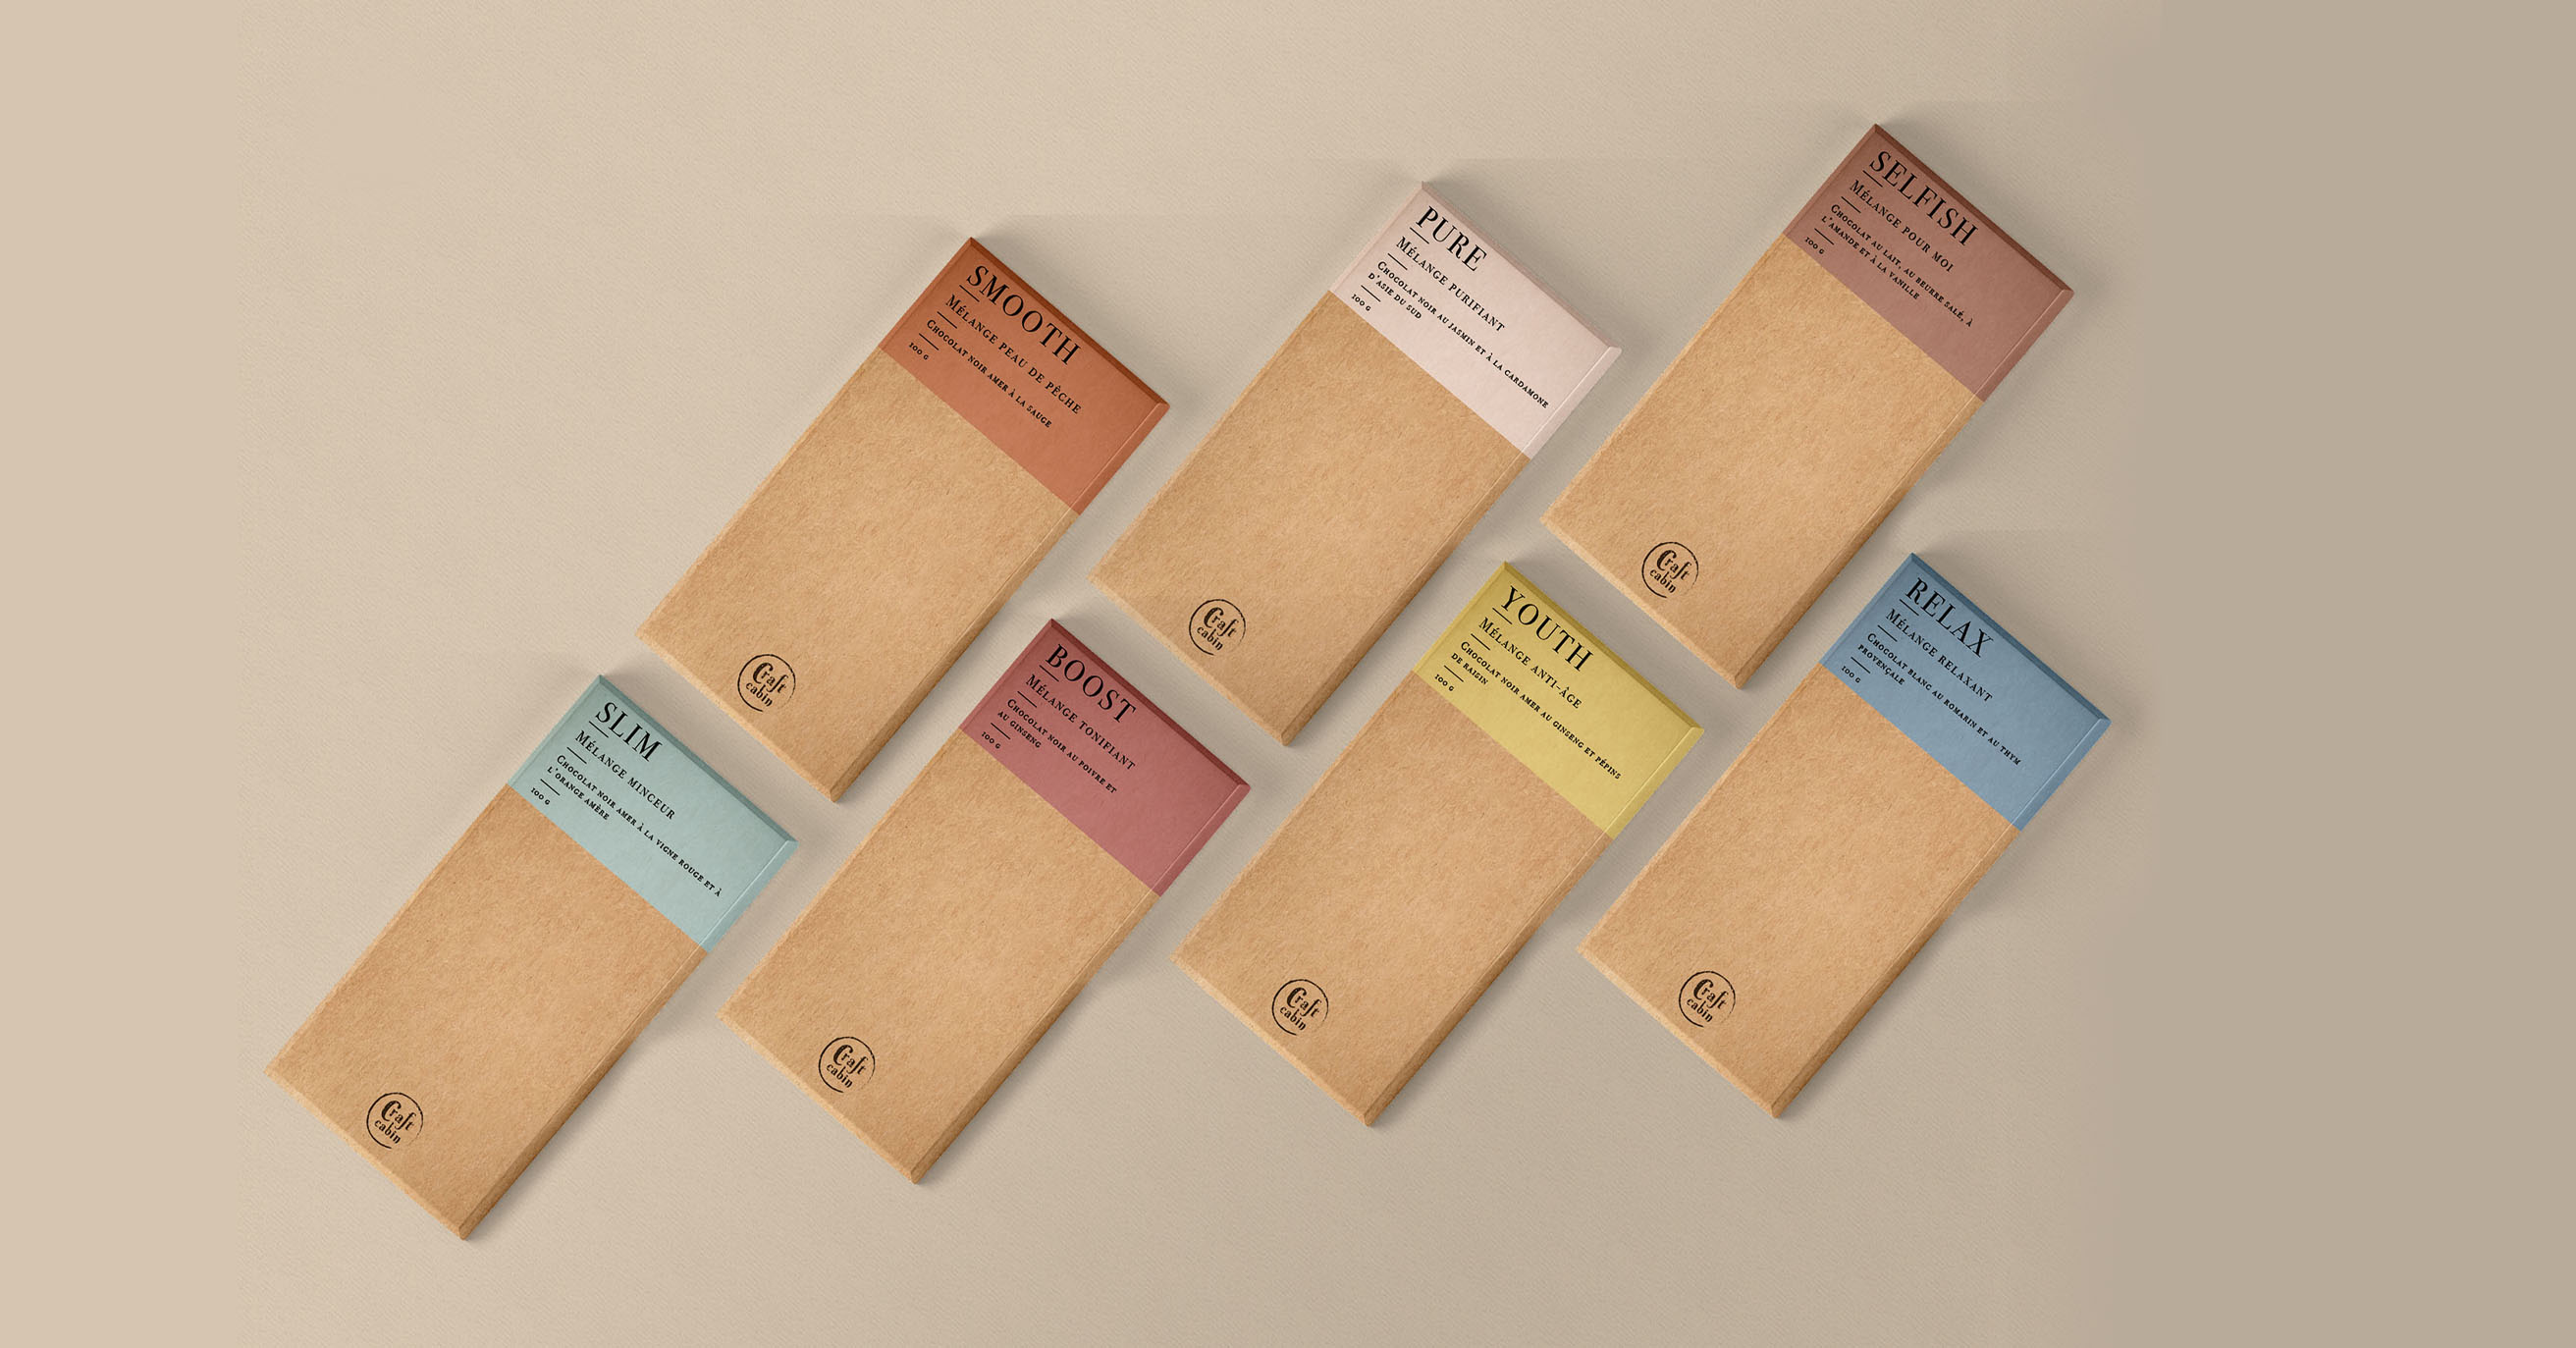 SMOOTH
MÉLANGE PEAU DE PÊCHE
CHOCOLAT NOIR AMER À LA SAUGE
100 G
Craft
cabin
PURE
MÉLANGE PURIFIANT
CHOCOLAT NOIR AU JASMIN ET À LA CARDAMONE
D'ASIE DU SUD
100 G
Craft
cabin
SELFISH
MÉLANGE POUR MOI
CHOCOLAT AU LAIT, AU BEURRE SALÉ, À
L'AMANDE ET À LA VANILLE
100 G
Craft
cabin
SLIM
MÉLANGE MINCEUR
CHOCOLAT NOIR AMER À LA VIGNE ROUGE ET À
L'ORANGE AMÈRE
100 G
Craft
cabin
BOOST
MÉLANGE TONIFIANT
CHOCOLAT NOIR AU POIVRE ET
AU GINSENG
100 G
Craft
cabin
YOUTH
MÉLANGE ANTI-ÂGE
CHOCOLAT NOIR AMER AU GINSENG ET PÉPINS
DE RAISIN
100 G
Craft
cabin
RELAX
MÉLANGE RELAXANT
CHOCOLAT BLANC AU ROMARIN ET AU THYM
PROVENÇALE
100 G
Craft
cabin